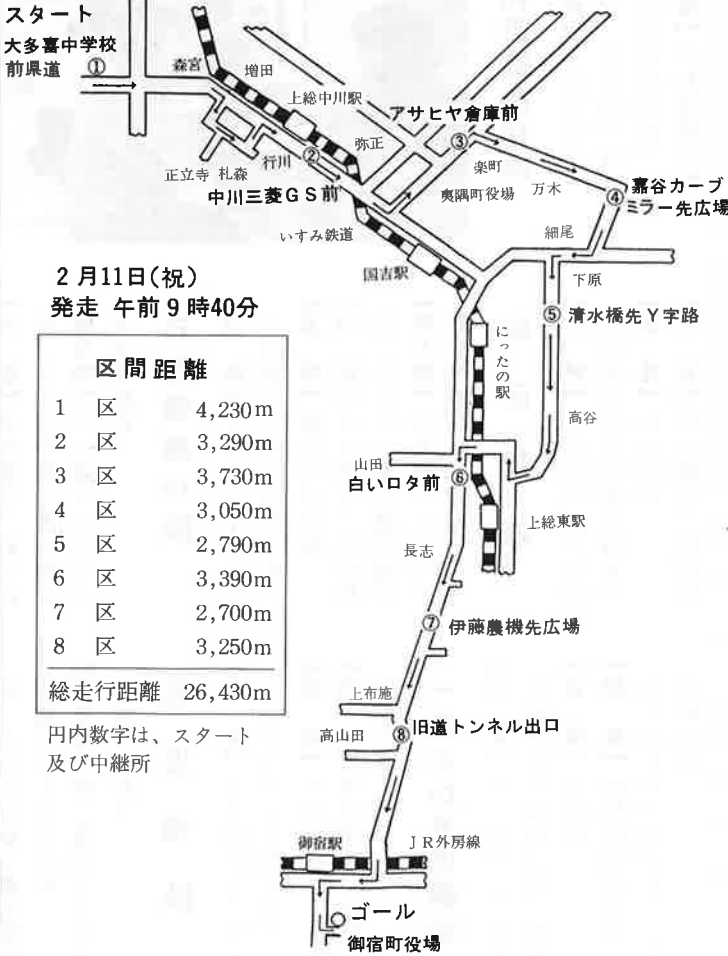 スタート
大多喜中学校
前県道
①
森宮
増田
上総中川駅
アサヒヤ倉庫前
③
弥正
②
行川
正立寺 札森
中川三菱GS前
楽町
夷隅町役場
万木
④
嘉谷カーブ
ミラー先広場
いすみ鉄道
国吉駅
細尾
下原
⑤ 清水橋先Y字路
にったの駅
高谷
2月11日(祝)
発走 午前9時40分
区間距離
1 区 4,230m
2 区 3,290m
3 区 3,730m
4 区 3,050m
5 区 2,790m
6 区 3,390m
7 区 2,700m
8 区 3,250m
総走行距離 26,430m
円内数字は、スタート
及び中継所
山田
白いロタ前
⑥
上総東駅
長志
⑦ 伊藤農機先広場
上布施
⑧ 旧道トンネル出口
高山田
御宿駅
JR外房線
ゴール
御宿町役場